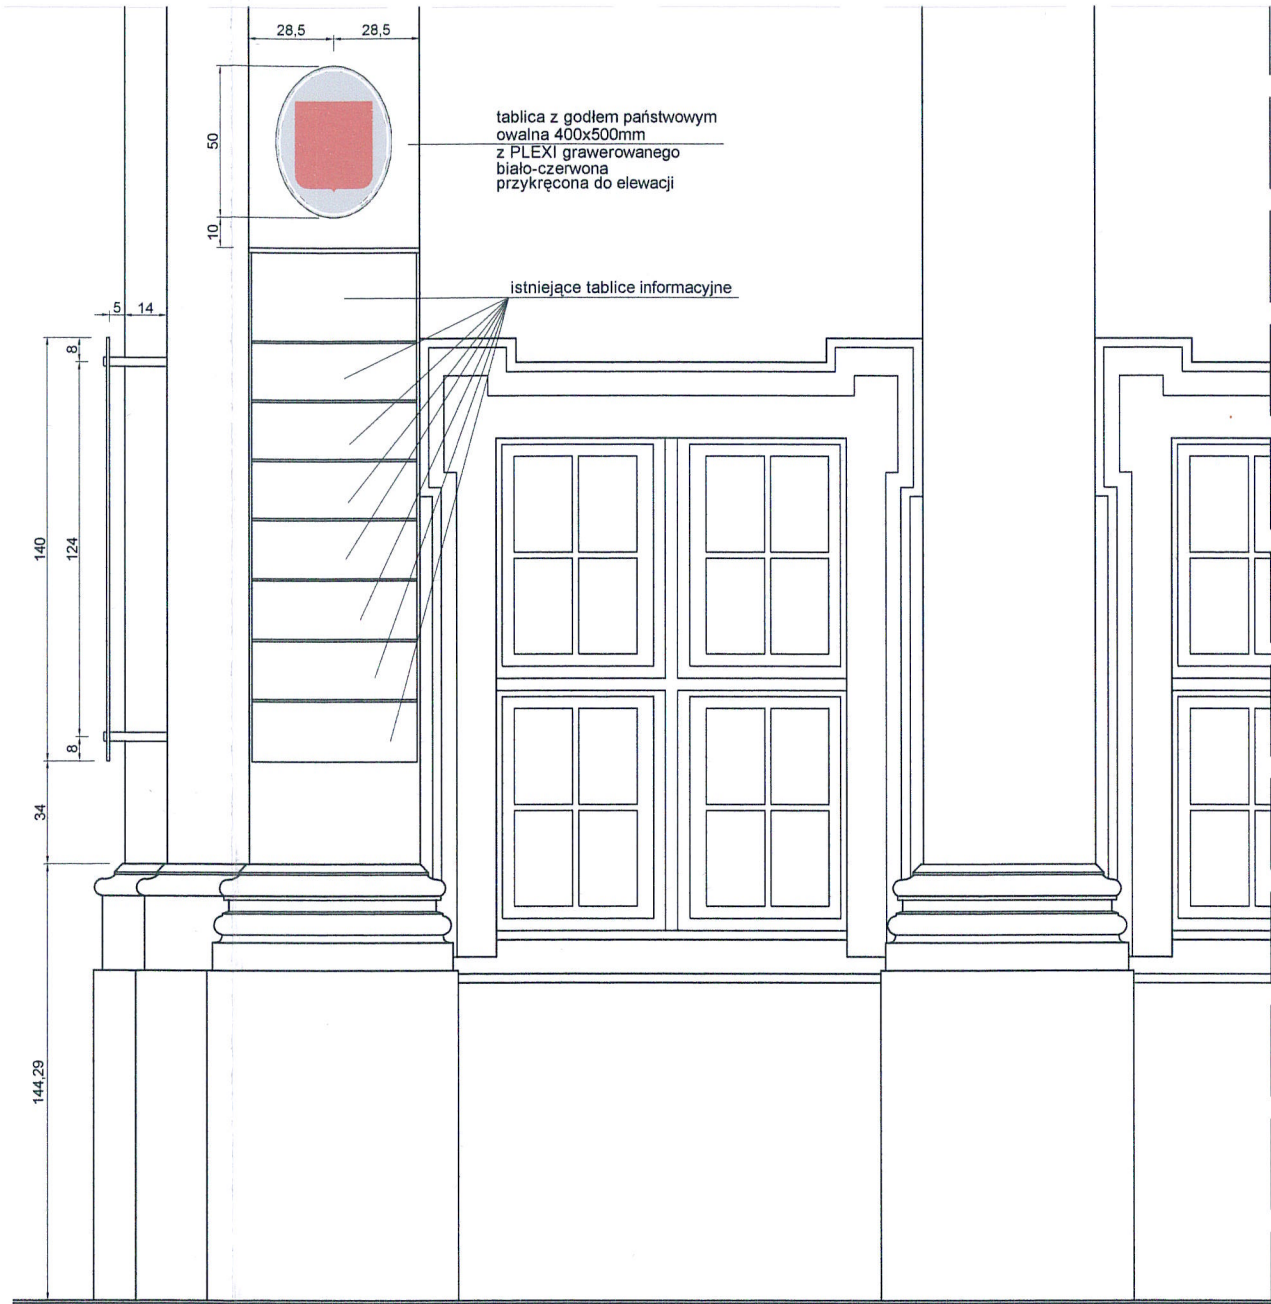 28,5 28,5
50
tablica z godłem państwowym
owalna 400x500mm
z PLEXI grawerowanego
biało-czerwona
przykręcona do elewacji
10
istniejące tablice informacyjne
5 14
8
140
124
8
34
144,29